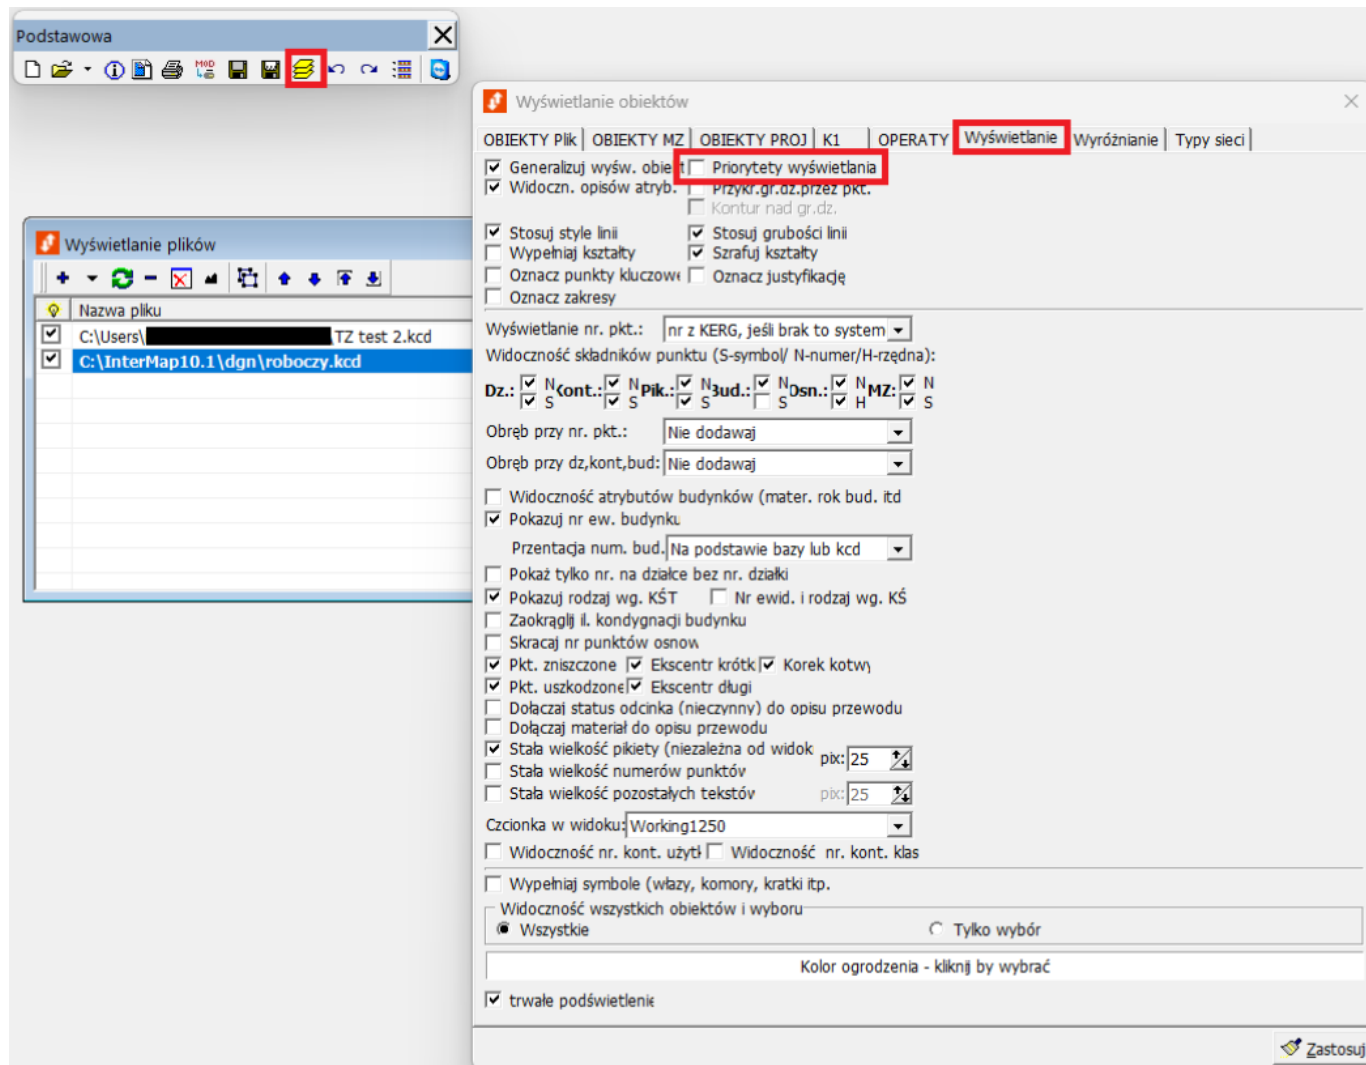 Podstawowa
MOD
Wyświetlanie plików
Nazwa pliku
C:\Users\ TZ test 2.kcd
C:\InterMap10.1\dgn\roboczy.kcd
Wyświetlanie obiektów
OBIEKTY Plik OBIEKTY MZ OBIEKTY PROJ K1 OPERATY Wyświetlanie Wyróżnianie Typy sieci
Generalizuj wyśw. obiekt Priorytety wyświetlania
Widoczn. opisów atryb. Przykr.gr.dz.przez pkt.
Kontur nad gr.dz.
Stosuj style linii Stosuj grubości linii
Wypełniaj kształty Szrafuj kształty
Oznacz punkty kluczowe Oznacz justyfikację
Oznacz zakresy
Wyświetlanie nr. pkt.: nr z KERG, jeśli brak to system
Widoczność składników punktu (S-symbol/ N-numer/H-rzędna):
Dz.: N Kont.: N Pik.: N Bud.: N Osn.: N MZ: N
S S S S H S
Obręb przy nr. pkt.: Nie dodawaj
Obręb przy dz,kont,bud: Nie dodawaj
Widoczność atrybutów budynków (mater. rok bud. itd
Pokazuj nr ew. budynku
Przentacja num. bud. Na podstawie bazy lub kcd
Pokaż tylko nr. na działce bez nr. działki
Pokazuj rodzaj wg. KŚT Nr ewid. i rodzaj wg. KŚ
Zaokrąglij il. kondygnacji budynku
Skracaj nr punktów osnow
Pkt. zniszczone Ekscentr krótk Korek kotwy
Pkt. uszkodzone Ekscentr długi
Dołączaj status odcinka (nieczynny) do opisu przewodu
Dołączaj materiał do opisu przewodu
Stała wielkość pikiety (niezależna od widok pix: 25
Stała wielkość numerów punktów
Stała wielkość pozostałych tekstów pix: 25
Czcionka w widoku: Working1250
Widoczność nr. kont. użytk Widoczność nr. kont. klas
Wypełniaj symbole (włazy, komory, kratki itp.
Widoczność wszystkich obiektów i wyboru
Wszystkie Tylko wybór
Kolor ogrodzenia - kliknij by wybrać
trwałe podświetlenie
Zastosuj